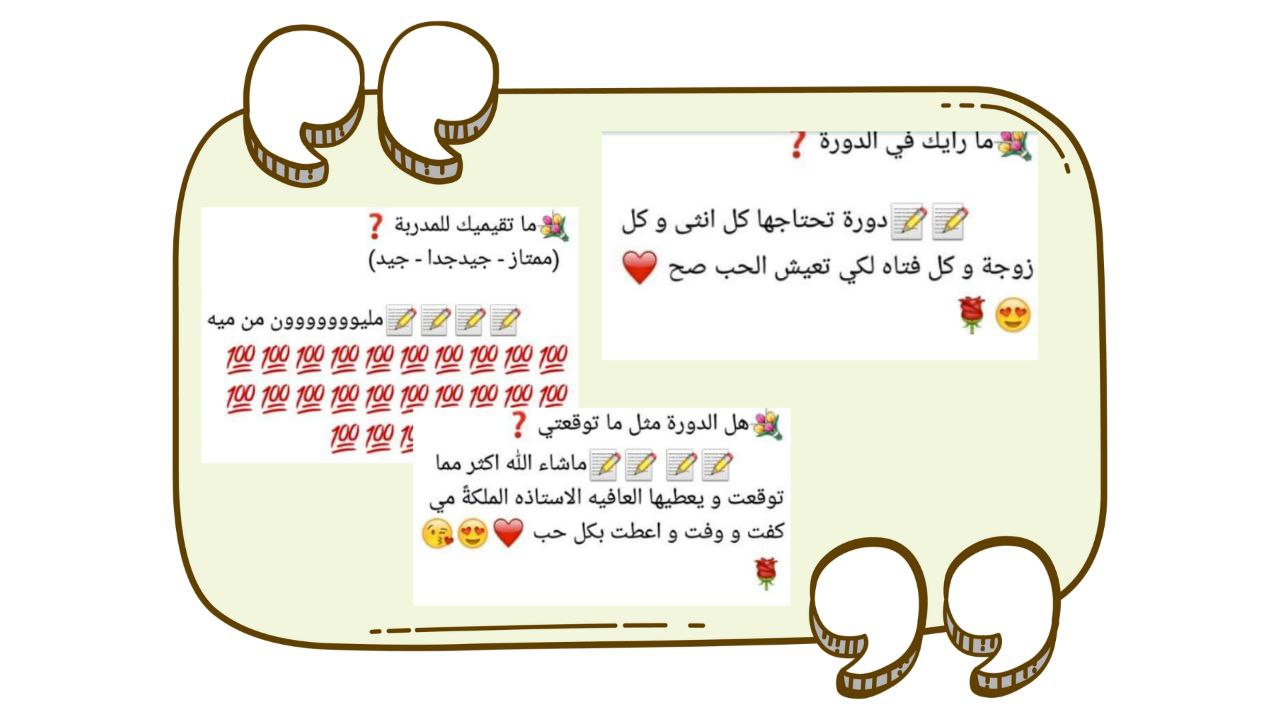 💐ما رايك في الدورة ❓
📝📝دورة تحتاجها كل انثى و كل
زوجة و كل فتاه لكي تعيش الحب صح ❤️
😍🌹
💐ما تقيميك للمدربة ❓
(ممتاز - جيدجدا - جيد)
📝📝📝📝مليوووووووون من ميه
💯💯💯💯💯💯💯💯💯💯
💯💯💯💯💯💯💯💯💯💯
💯💯💯
💐هل الدورة مثل ما توقعتي ❓
📝📝📝📝ماشاء الله اكثر مما
توقعت و يعطيها العافيه الاستاذه الملكةً مي
كفت و وفت و اعطت بكل حب ❤️😍😘
🌹